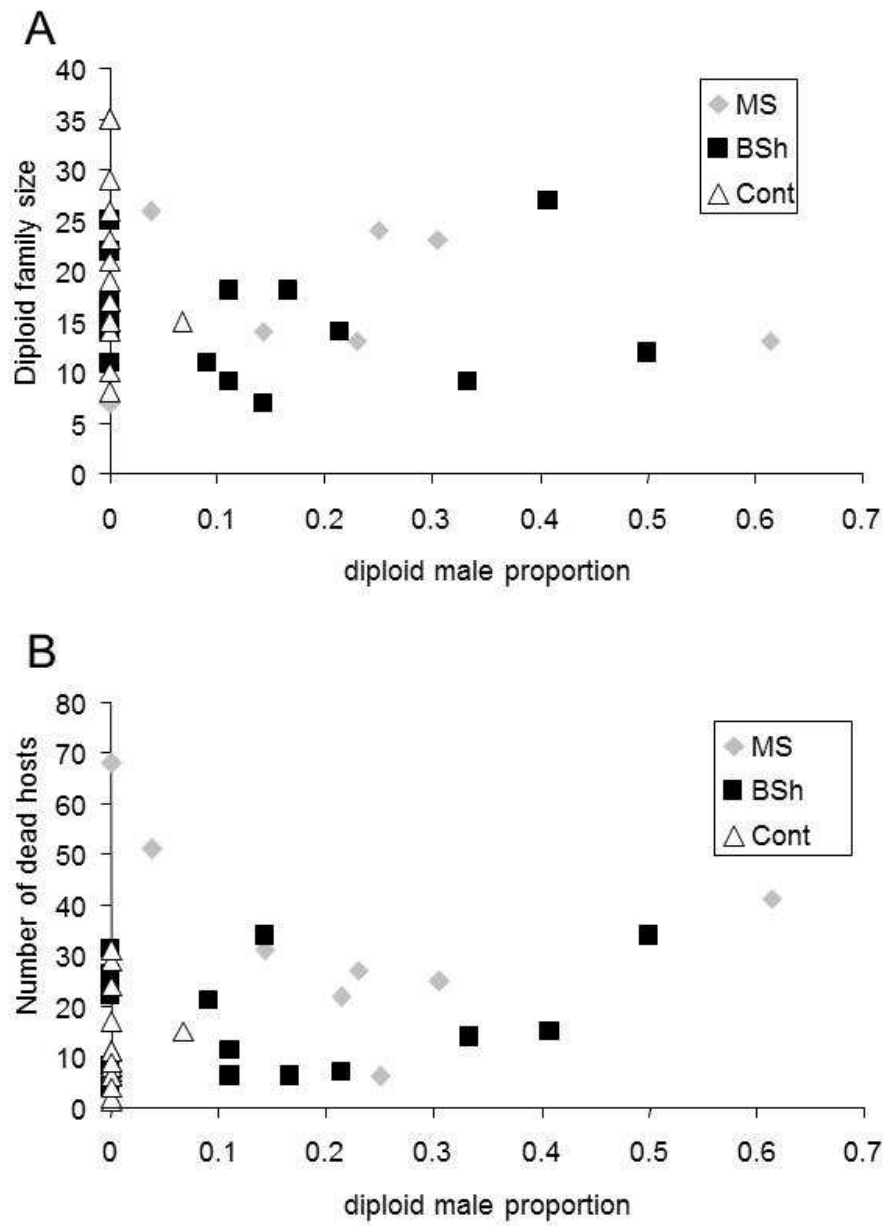 A
40
35
30
25
20
15
10
5
0
Diploid family size
MS
BSh
Cont
0 0.1 0.2 0.3 0.4 0.5 0.6 0.7
diploid male proportion
B
80
70
60
50
40
30
20
10
0
Number of dead hosts
MS
BSh
Cont
0 0.1 0.2 0.3 0.4 0.5 0.6 0.7
diploid male proportion